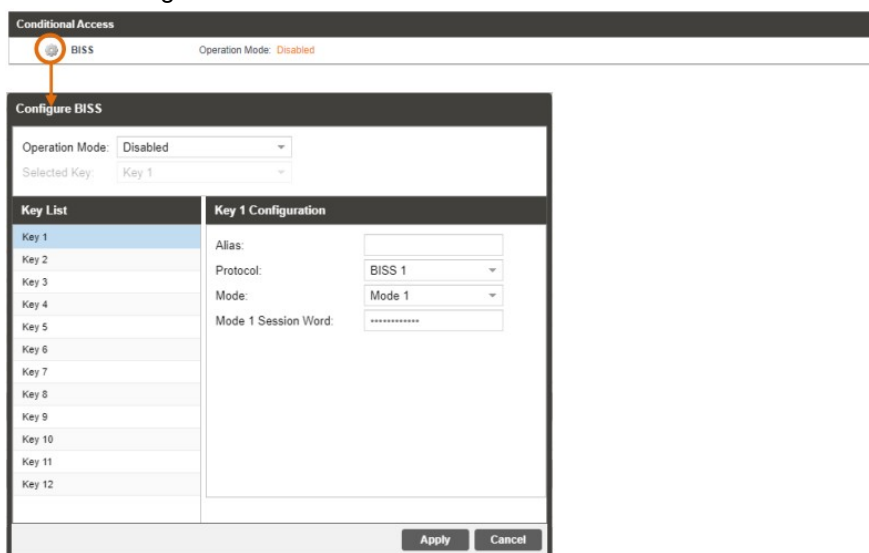 Conditional Access
BISS Operation Mode: Disabled
Configure BISS
Operation Mode: Disabled
Selected Key: Key 1
Key List
Key 1
Key 2
Key 3
Key 4
Key 5
Key 6
Key 7
Key 8
Key 9
Key 10
Key 11
Key 12
Key 1 Configuration
Alias:
Protocol: BISS 1
Mode: Mode 1
Mode 1 Session Word: ••••••••••••
Apply Cancel